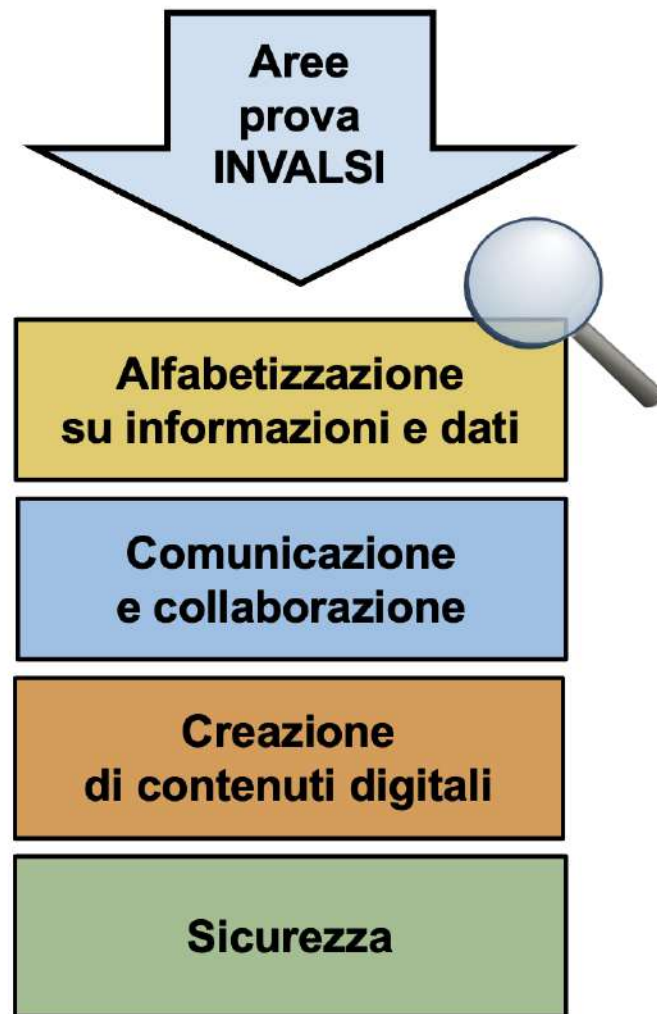 Aree
prova
INVALSI
Alfabetizzazione
su informazioni e dati
Comunicazione
e collaborazione
Creazione
di contenuti digitali
Sicurezza